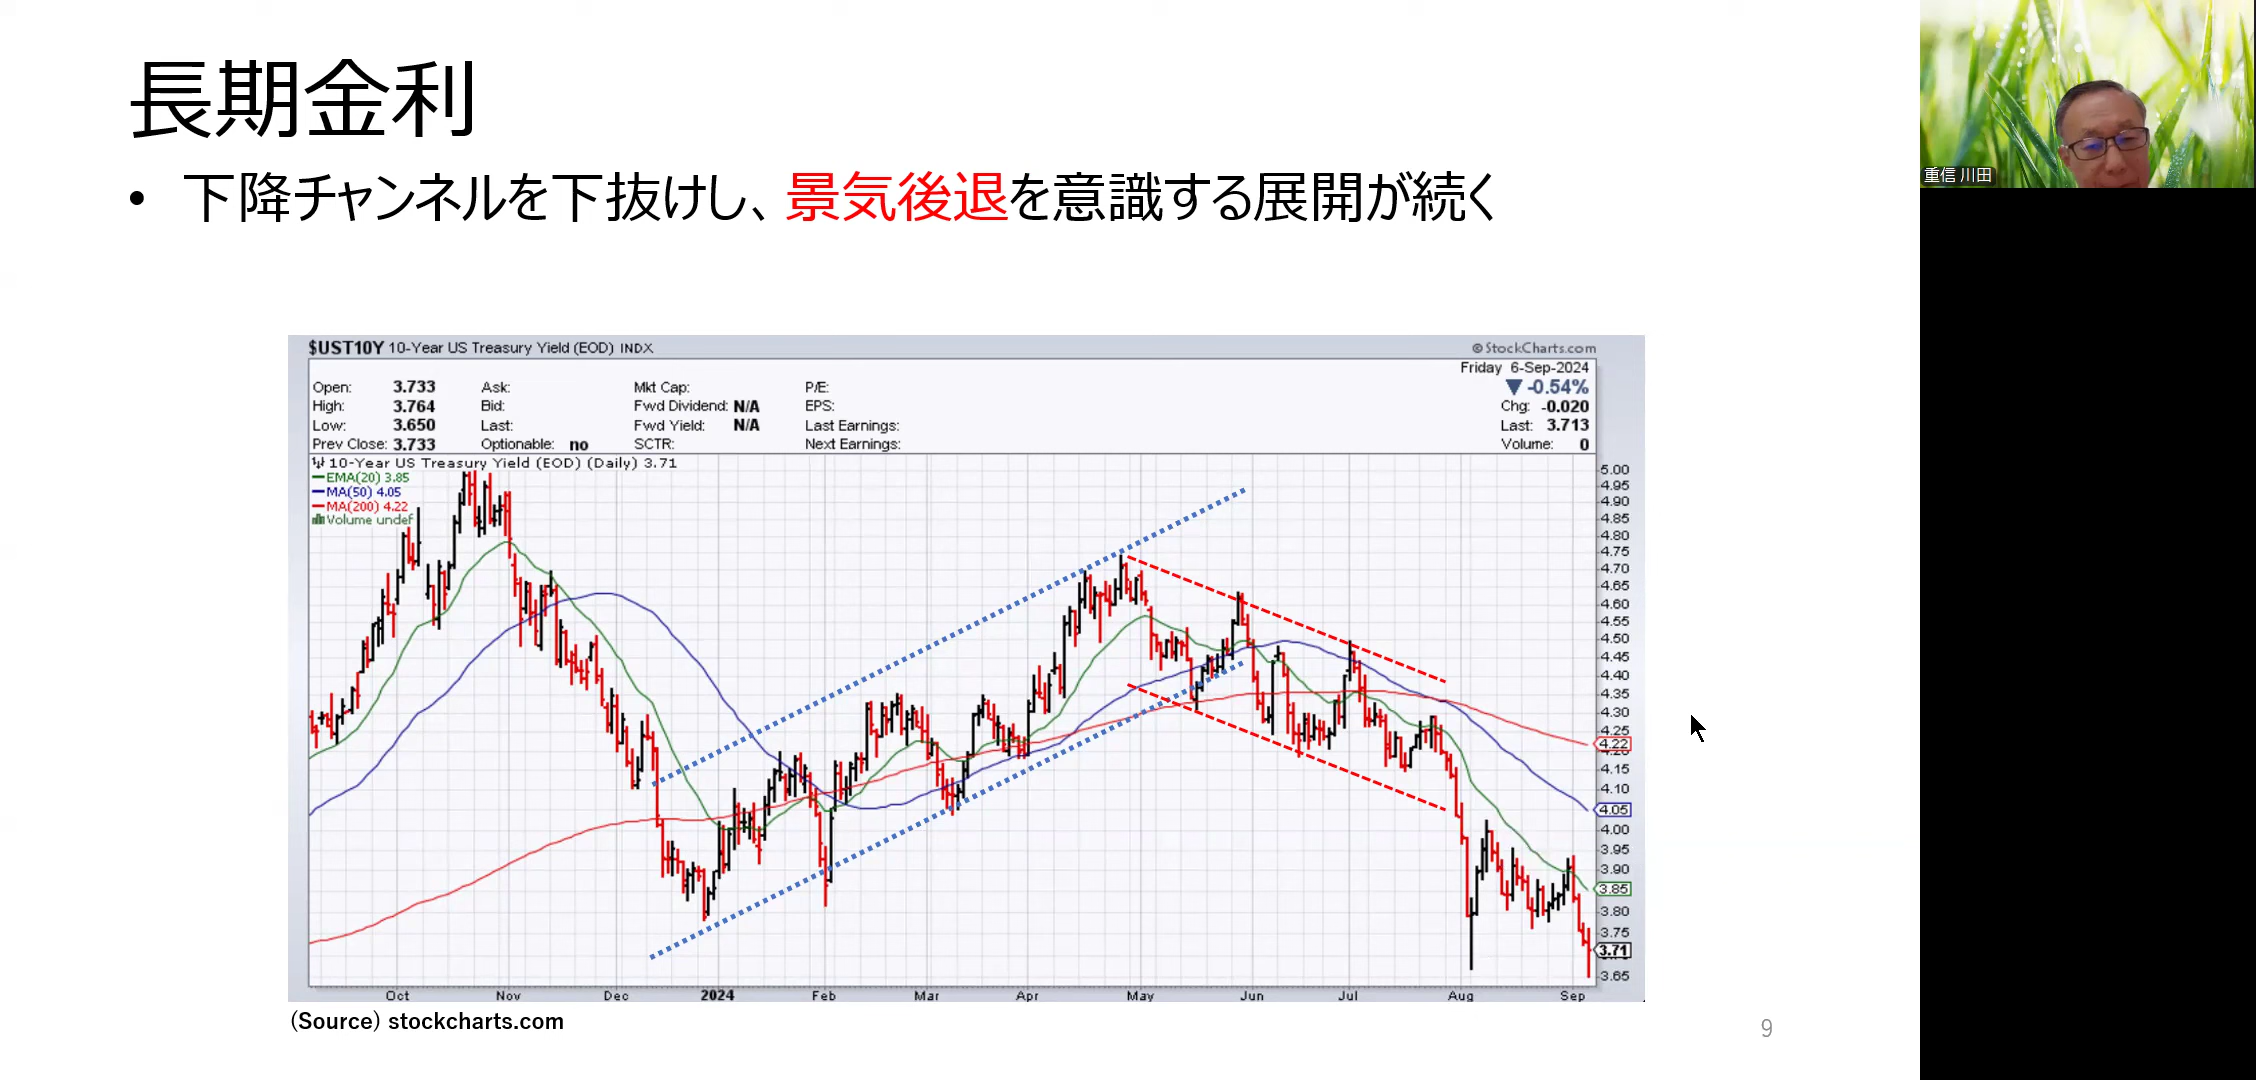 長期金利
• 下降チャンネルを下抜けし、景気後退を意識する展開が続く
重信 川田
$UST10Y 10-Year US Treasury Yield (EOD) INDX
© StockCharts.com
Friday 6-Sep-2024
Open: 3.733 Ask: Mkt Cap: P/E: ▼ -0.54%
High: 3.764 Bid: Fwd Dividend: N/A EPS: Chg: -0.020
Low: 3.650 Last: Fwd Yield: N/A Last Earnings: Last: 3.713
Prev Close: 3.733 Optionable: no SCTR: Next Earnings: Volume: 0
10-Year US Treasury Yield (EOD) (Daily) 3.71
EMA(20) 3.85
MA(50) 4.05
MA(200) 4.22
Volume undef
5.00
4.95
4.90
4.85
4.80
4.75
4.70
4.65
4.60
4.55
4.50
4.45
4.40
4.35
4.30
4.25
4.22
4.15
4.10
4.05
4.00
3.95
3.90
3.85
3.80
3.75
3.71
3.65
Oct Nov Dec 2024 Feb Mar Apr May Jun Jul Aug Sep
(Source) stockcharts.com
9